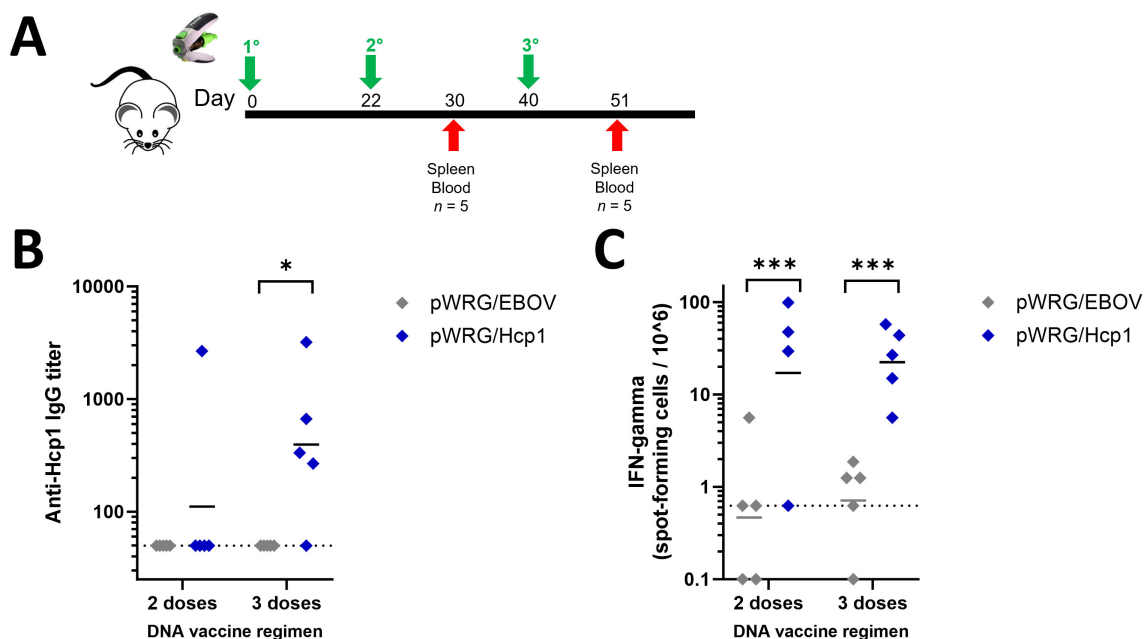 A
1° 2° 3°
Day 0 22 30 40 51
Spleen Spleen
Blood Blood
n = 5 n = 5
B
Anti-Hcp1 IgG titer
10000
1000
100
* 
2 doses 3 doses
DNA vaccine regimen
pWRG/EBOV
pWRG/Hcp1
C
IFN-gamma
(spot-forming cells / 10^6)
100
10
1
0.1
*** ***
2 doses 3 doses
DNA vaccine regimen
pWRG/EBOV
pWRG/Hcp1